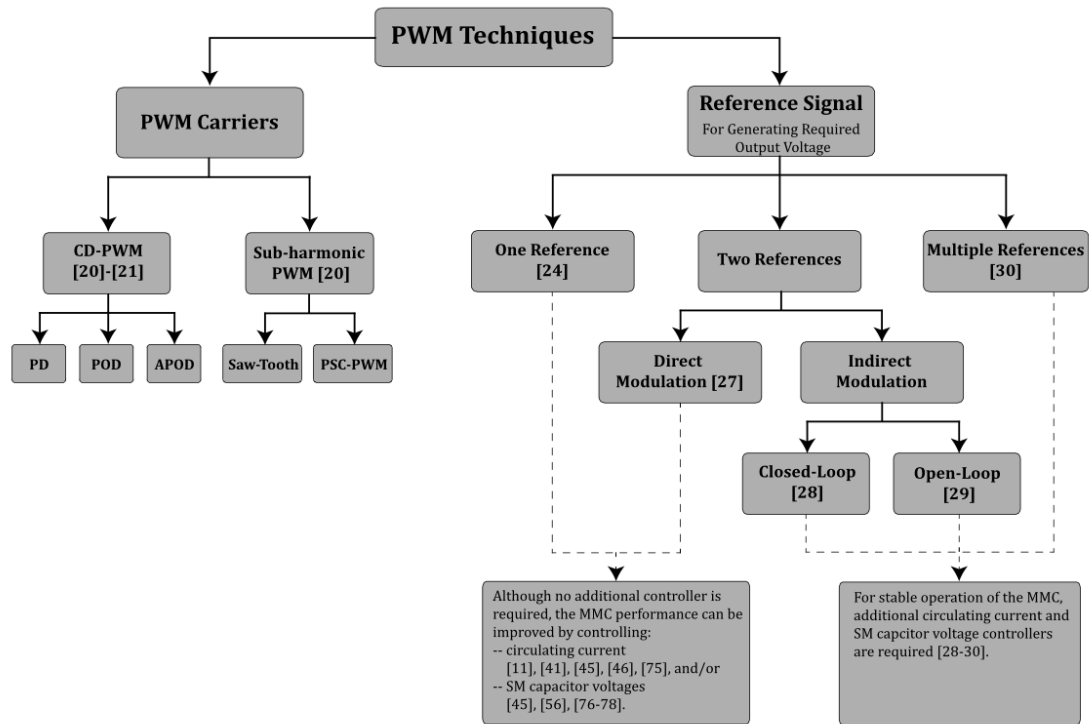 PWM Techniques
PWM Carriers
Reference Signal
For Generating Required
Output Voltage
CD-PWM
[20]-[21]
Sub-harmonic
PWM [20]
One Reference
[24]
Two References
Multiple References
[30]
PD
POD
APOD
Saw-Tooth
PSC-PWM
Direct
Modulation [27]
Indirect
Modulation
Closed-Loop
[28]
Open-Loop
[29]
Although no additional controller is
required, the MMC performance can be
improved by controlling:
-- circulating current
[11], [41], [45], [46], [75], and/or
-- SM capacitor voltages
[45], [56], [76-78].
For stable operation of the MMC,
additional circulating current and
SM capcitor voltage controllers
are required [28-30].